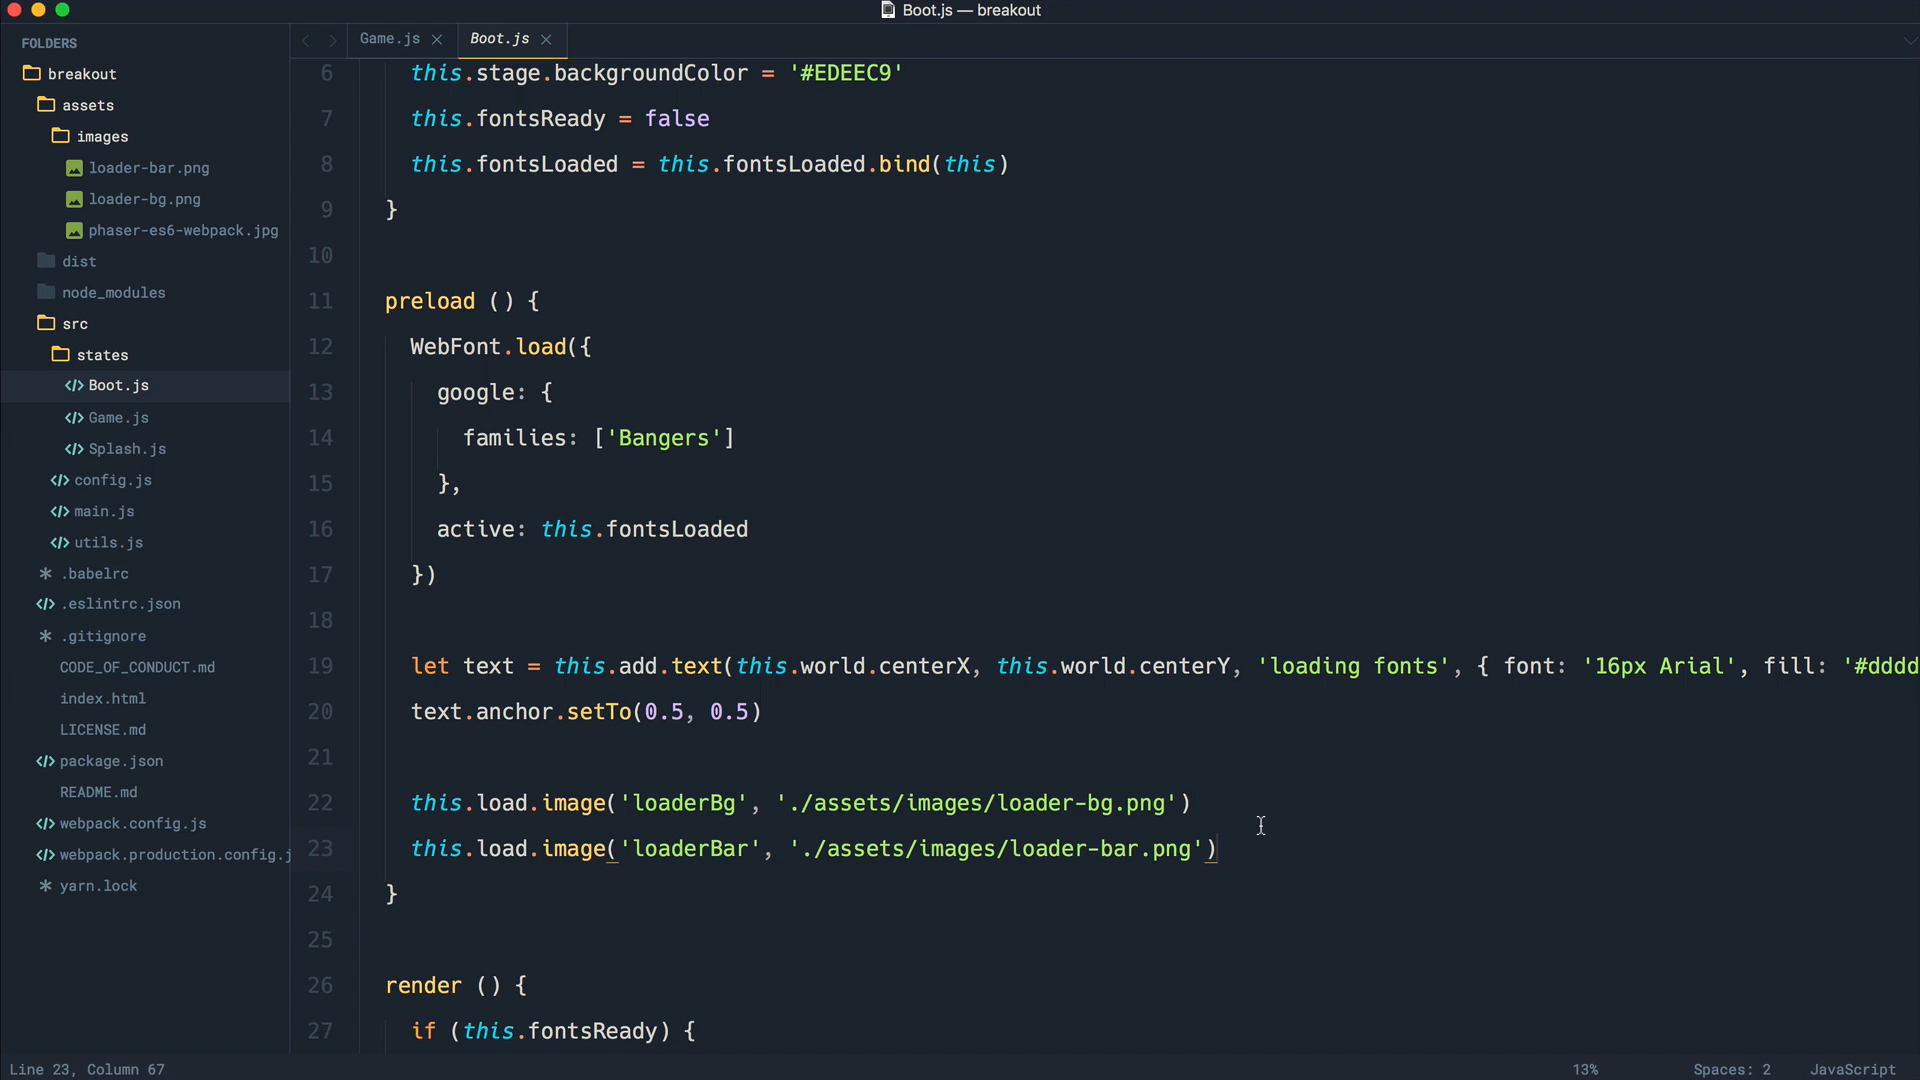 Boot.js — breakout
FOLDERS
breakout
assets
images
loader-bar.png
loader-bg.png
phaser-es6-webpack.jpg
dist
node_modules
src
states
Boot.js
Game.js
Splash.js
config.js
main.js
utils.js
.babelrc
.eslintrc.json
.gitignore
CODE_OF_CONDUCT.md
index.html
LICENSE.md
package.json
README.md
webpack.config.js
webpack.production.config.j
yarn.lock
Game.js
Boot.js
6 this.stage.backgroundColor = '#EDEEC9'
7 this.fontsReady = false
8 this.fontsLoaded = this.fontsLoaded.bind(this)
9 }
10
11 preload () {
12 WebFont.load({
13 google: {
14 families: ['Bangers']
15 },
16 active: this.fontsLoaded
17 })
18
19 let text = this.add.text(this.world.centerX, this.world.centerY, 'loading fonts', { font: '16px Arial', fill: '#dddd
20 text.anchor.setTo(0.5, 0.5)
21
22 this.load.image('loaderBg', './assets/images/loader-bg.png')
23 this.load.image('loaderBar', './assets/images/loader-bar.png')
24 }
25
26 render () {
27 if (this.fontsReady) {
Line 23, Column 67
13%
Spaces: 2
JavaScript